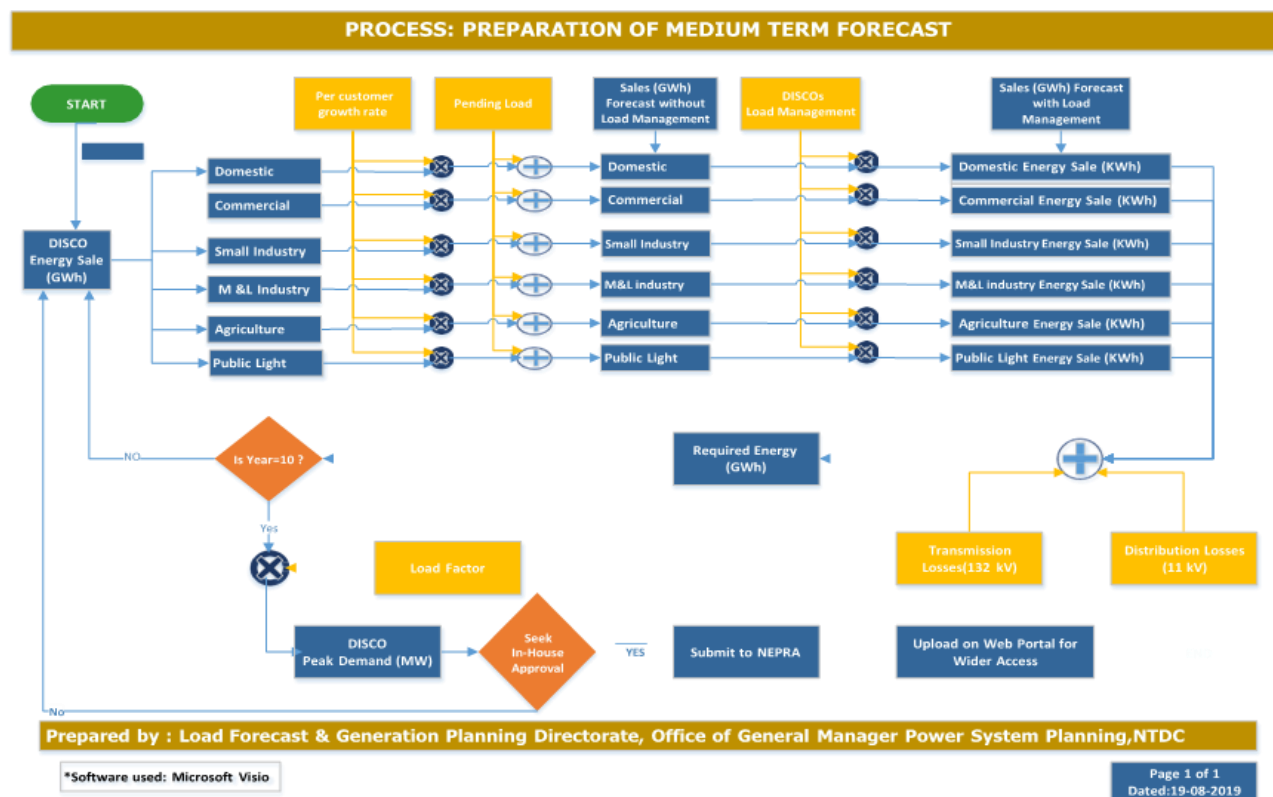 PROCESS: PREPARATION OF MEDIUM TERM FORECAST
START
Per customer
growth rate
Pending Load
Sales (GWh)
Forecast without
Load Management
DISCOs
Load Management
Sales (GWh) Forecast
with Load
Management
DISCO
Energy Sale
(GWh)
Domestic
Domestic
Domestic Energy Sale (KWh)
Commercial
Commercial
Commercial Energy Sale (KWh)
Small Industry
Small Industry
Small Industry Energy Sale (KWh)
M &L Industry
M&L industry
M&L industry Energy Sale (KWh)
Agriculture
Agriculture
Agriculture Energy Sale (KWh)
Public Light
Public Light
Public Light Energy Sale (KWh)
NO
Is Year=10 ?
Required Energy
(GWh)
Yes
Load Factor
Transmission
Losses(132 kV)
Distribution Losses
(11 kV)
DISCO
Peak Demand (MW)
Seek
In-House
Approval
YES
Submit to NEPRA
Upload on Web Portal for
Wider Access
No
Prepared by : Load Forecast & Generation Planning Directorate, Office of General Manager Power System Planning,NTDC
*Software used: Microsoft Visio
Page 1 of 1
Dated:19-08-2019